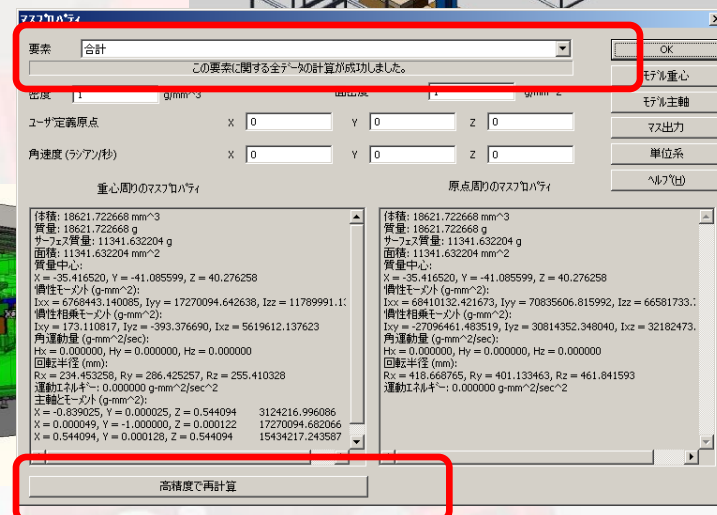 マスプロパティ
要素 合計
この要素に関する全データの計算が成功しました。
OK
モデル重心
密度 1 g/mm^3 面密度 1 g/mm^2
モデル主軸
ユーザ定義原点 X 0 Y 0 Z 0
マス出力
角速度 (ラジアン/秒) X 0 Y 0 Z 0
単位系
ヘルプ(H)
重心周りのマスプロパティ
体積: 18621.722668 mm^3
質量: 18621.722668 g
サーフェス質量: 11341.632204 g
面積: 11341.632204 mm^2
質量中心:
X = -35.416520, Y = -41.085599, Z = 40.276258
慣性モーメント (g-mm^2):
Ixx = 6768443.140085, Iyy = 17270094.642638, Izz = 11789991.1
慣性相乗モーメント (g-mm^2):
Ixy = 173.110817, Iyz = -393.376690, Ixz = 5619612.137623
角運動量 (g-mm^2/sec):
Hx = 0.000000, Hy = 0.000000, Hz = 0.000000
回転半径 (mm):
Rx = 234.453258, Ry = 286.425257, Rz = 255.410328
運動エネルギー: 0.000000 g-mm^2/sec^2
主軸とモーメント (g-mm^2):
X = -0.839025, Y = 0.000025, Z = 0.544094 3124216.996086
X = 0.000049, Y = -1.000000, Z = 0.000122 17270094.682066
X = 0.544094, Y = 0.000128, Z = 0.544094 15434217.243587
原点周りのマスプロパティ
体積: 18621.722668 mm^3
質量: 18621.722668 g
サーフェス質量: 11341.632204 g
面積: 11341.632204 mm^2
質量中心:
X = -35.416520, Y = -41.085599, Z = 40.276258
慣性モーメント (g-mm^2):
Ixx = 68410132.421673, Iyy = 70835606.815992, Izz = 66581733.
慣性相乗モーメント (g-mm^2):
Ixy = -27096461.483519, Iyz = 30814352.348040, Ixz = 32182473.
角運動量 (g-mm^2/sec):
Hx = 0.000000, Hy = 0.000000, Hz = 0.000000
回転半径 (mm):
Rx = 418.668765, Ry = 401.133463, Rz = 461.841593
運動エネルギー: 0.000000 g-mm^2/sec^2
高精度で再計算